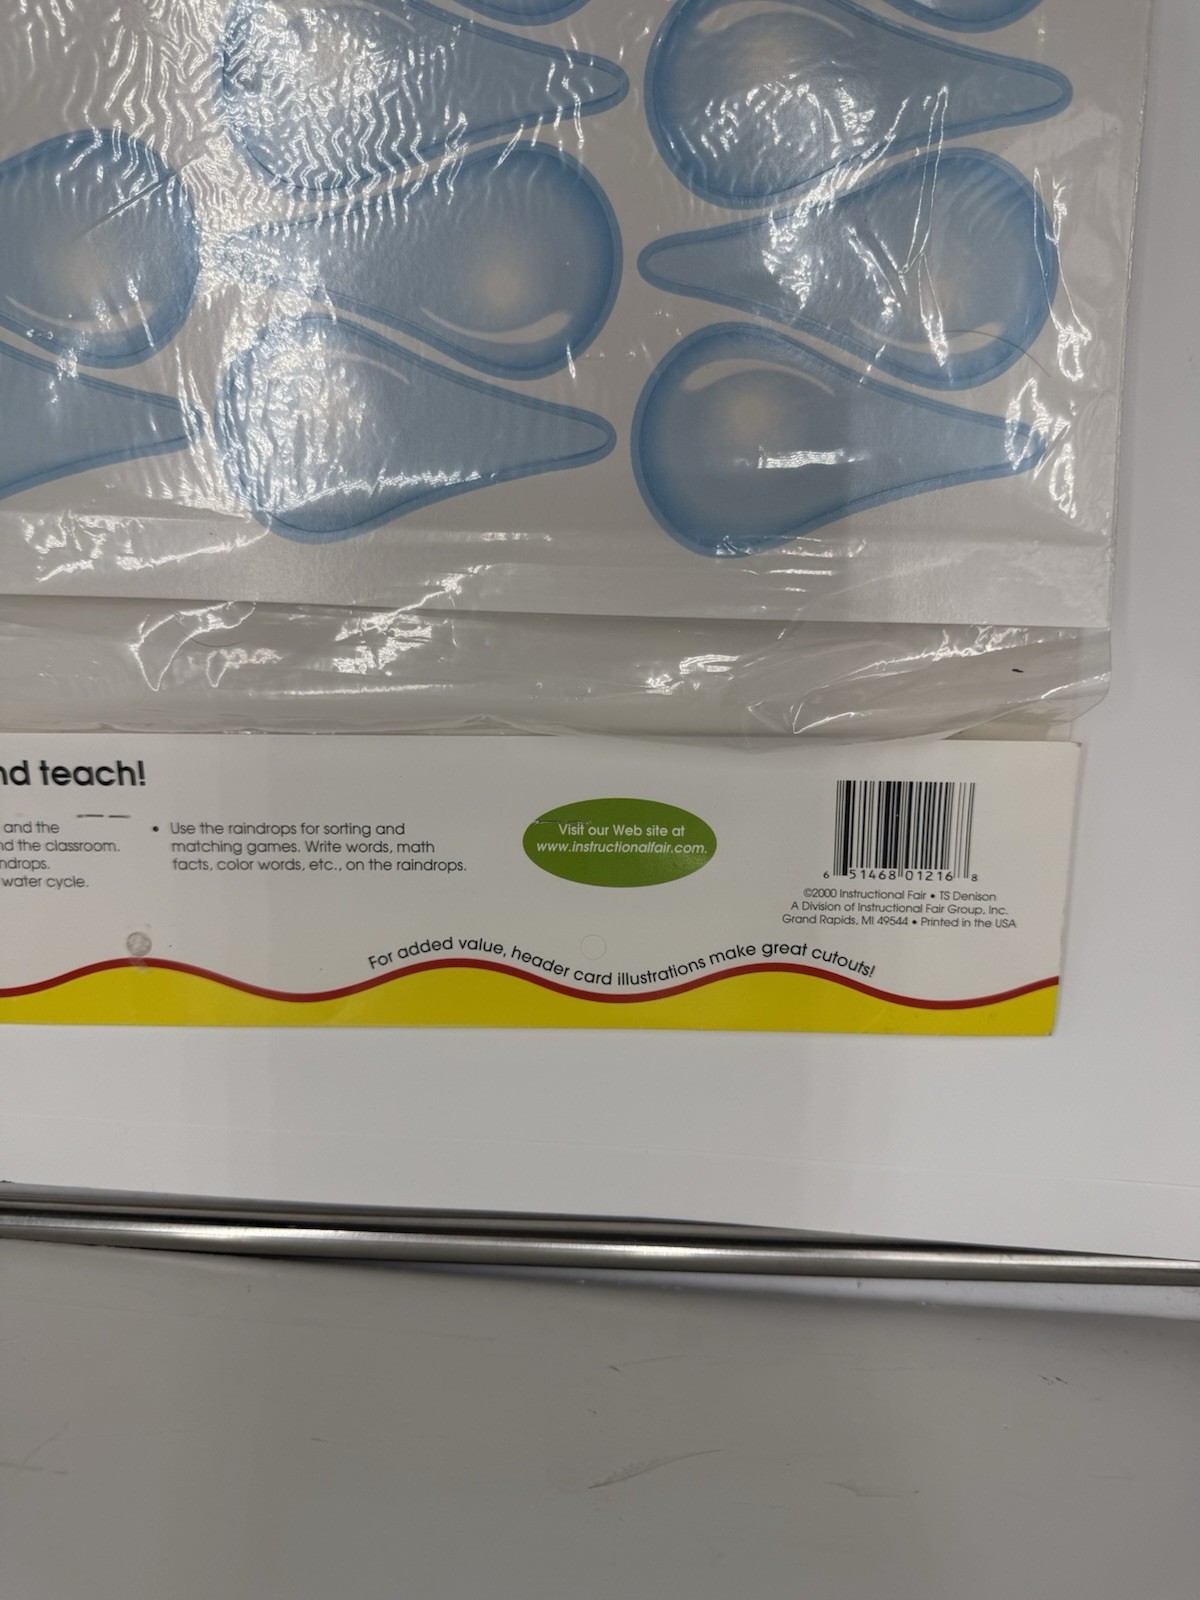 nd teach!
and the
nd the classroom.
ndrops.
water cycle.
• Use the raindrops for sorting and
matching games. Write words, math
facts, color words, etc., on the raindrops.
Visit our Web site at
www.instructionalfair.com.
6 51468 01216 8
©2000 Instructional Fair • TS Denison
A Division of Instructional Fair Group, Inc.
Grand Rapids, MI 49544 • Printed in the USA
For added value, header card illustrations make great cutouts!